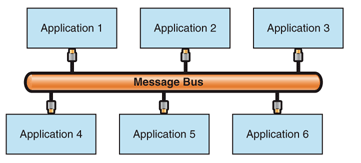 Application 1
Application 2
Application 3
Message Bus
Application 4
Application 5
Application 6